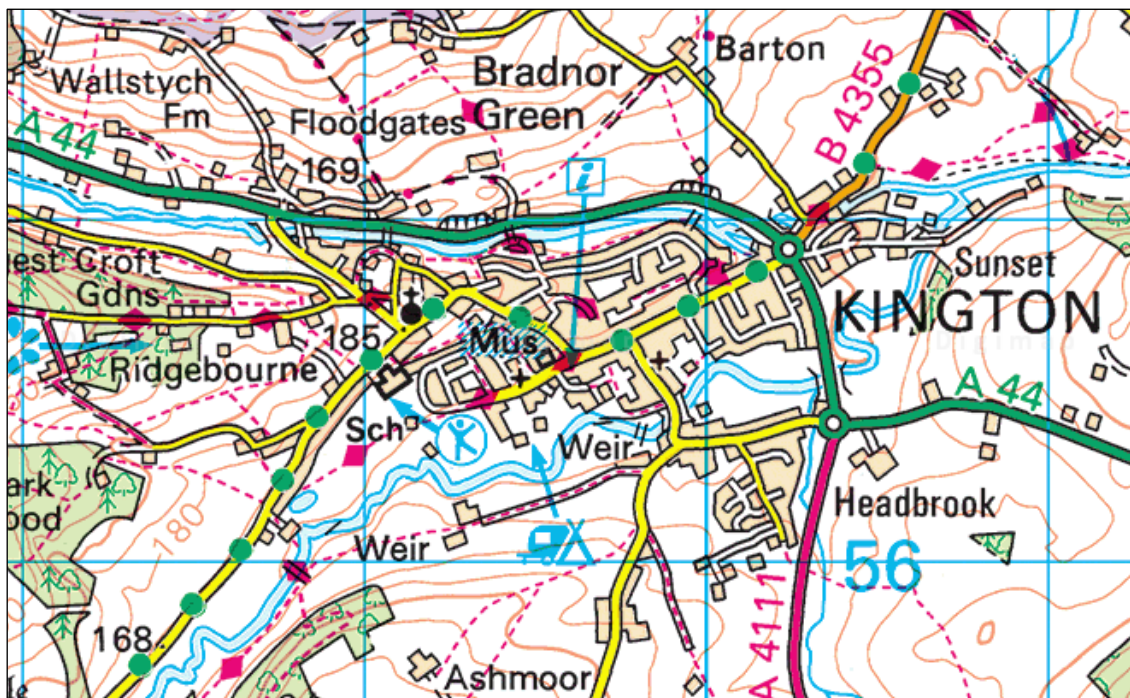 Barton
Bradnor
Green
Wallstych
Fm
Floodgates
B 4355
A 44
169
i
est Croft
Gdns
Sunset
KINGTON
Digimap
185
Mus
Ridgebourne
A 44
Sch
Weir
ark
ood
180
Headbrook
Weir
56
168
A 4111
Ashmoor